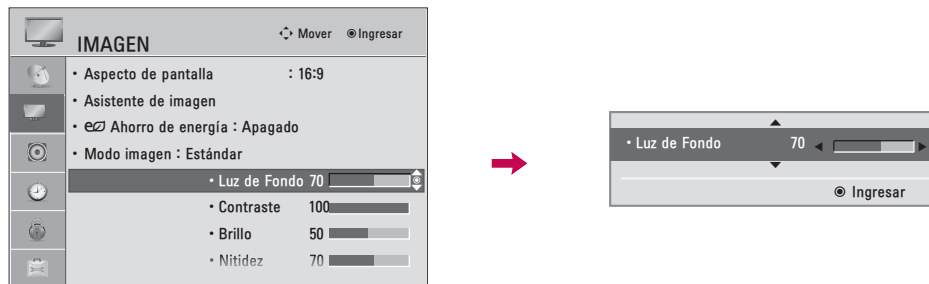 IMAGEN
Mover Ingresar
• Aspecto de pantalla : 16:9
• Asistente de imagen
• Ahorro de energía : Apagado
• Modo imagen : Estándar
• Luz de Fondo 70
• Contraste 100
• Brillo 50
• Nitidez 70
• Luz de Fondo 70
Ingresar